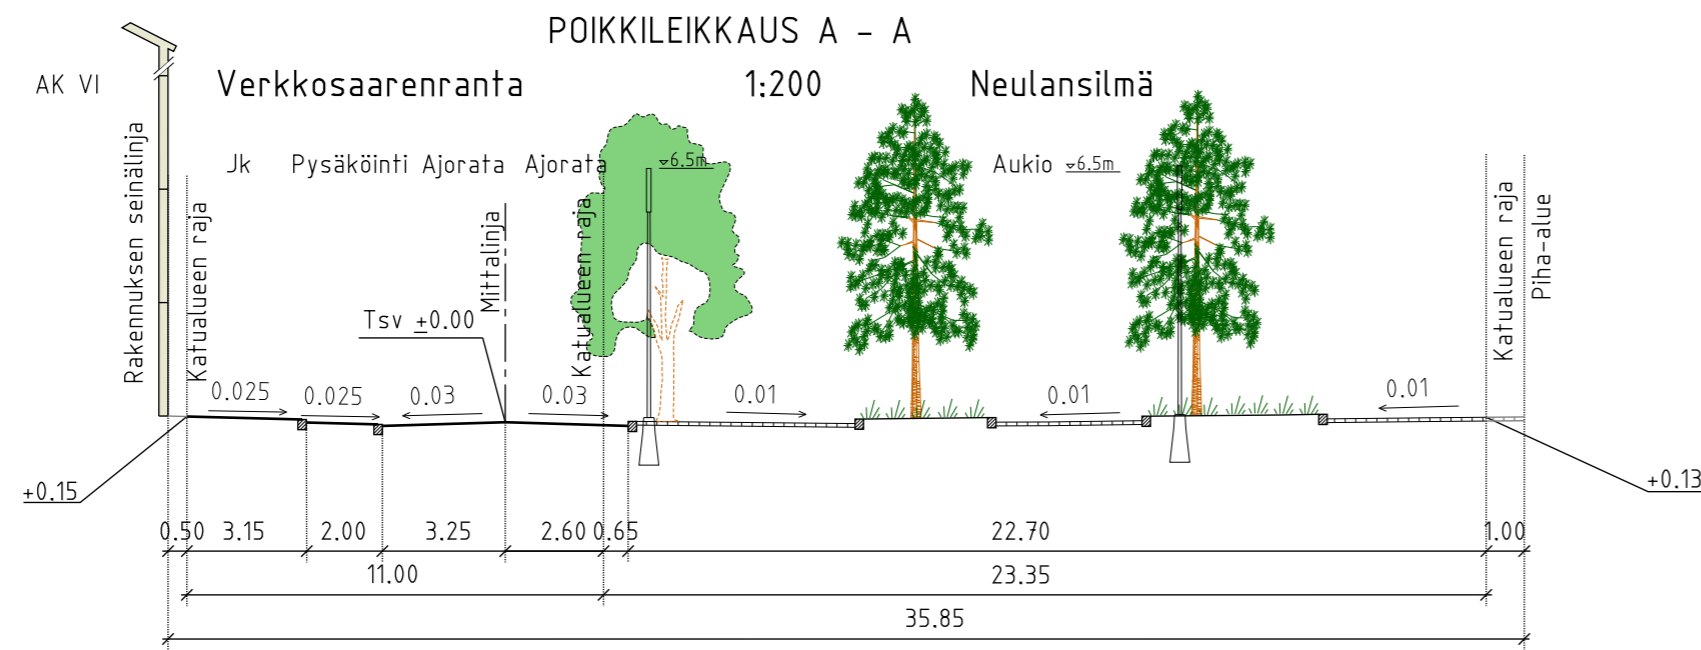 POIKKILEIKKAUS A - A
AK VI
Verkkosaarenranta
1:200
Neulansilmä
Jk
Pysäköinti
Ajorata
Ajorata
6.5m
Aukio
6.5m
Rakennuksen seinälinja
Katualueen raja
Mittalinja
Katualueen raja
Katualueen raja
Piha-alue
Tsv ±0.00
0.025
0.025
0.03
0.03
0.01
0.01
0.01
+0.15
+0.13
0.50 3.15 2.00 3.25 2.60 0.65 22.70 1.00
11.00 23.35
35.85